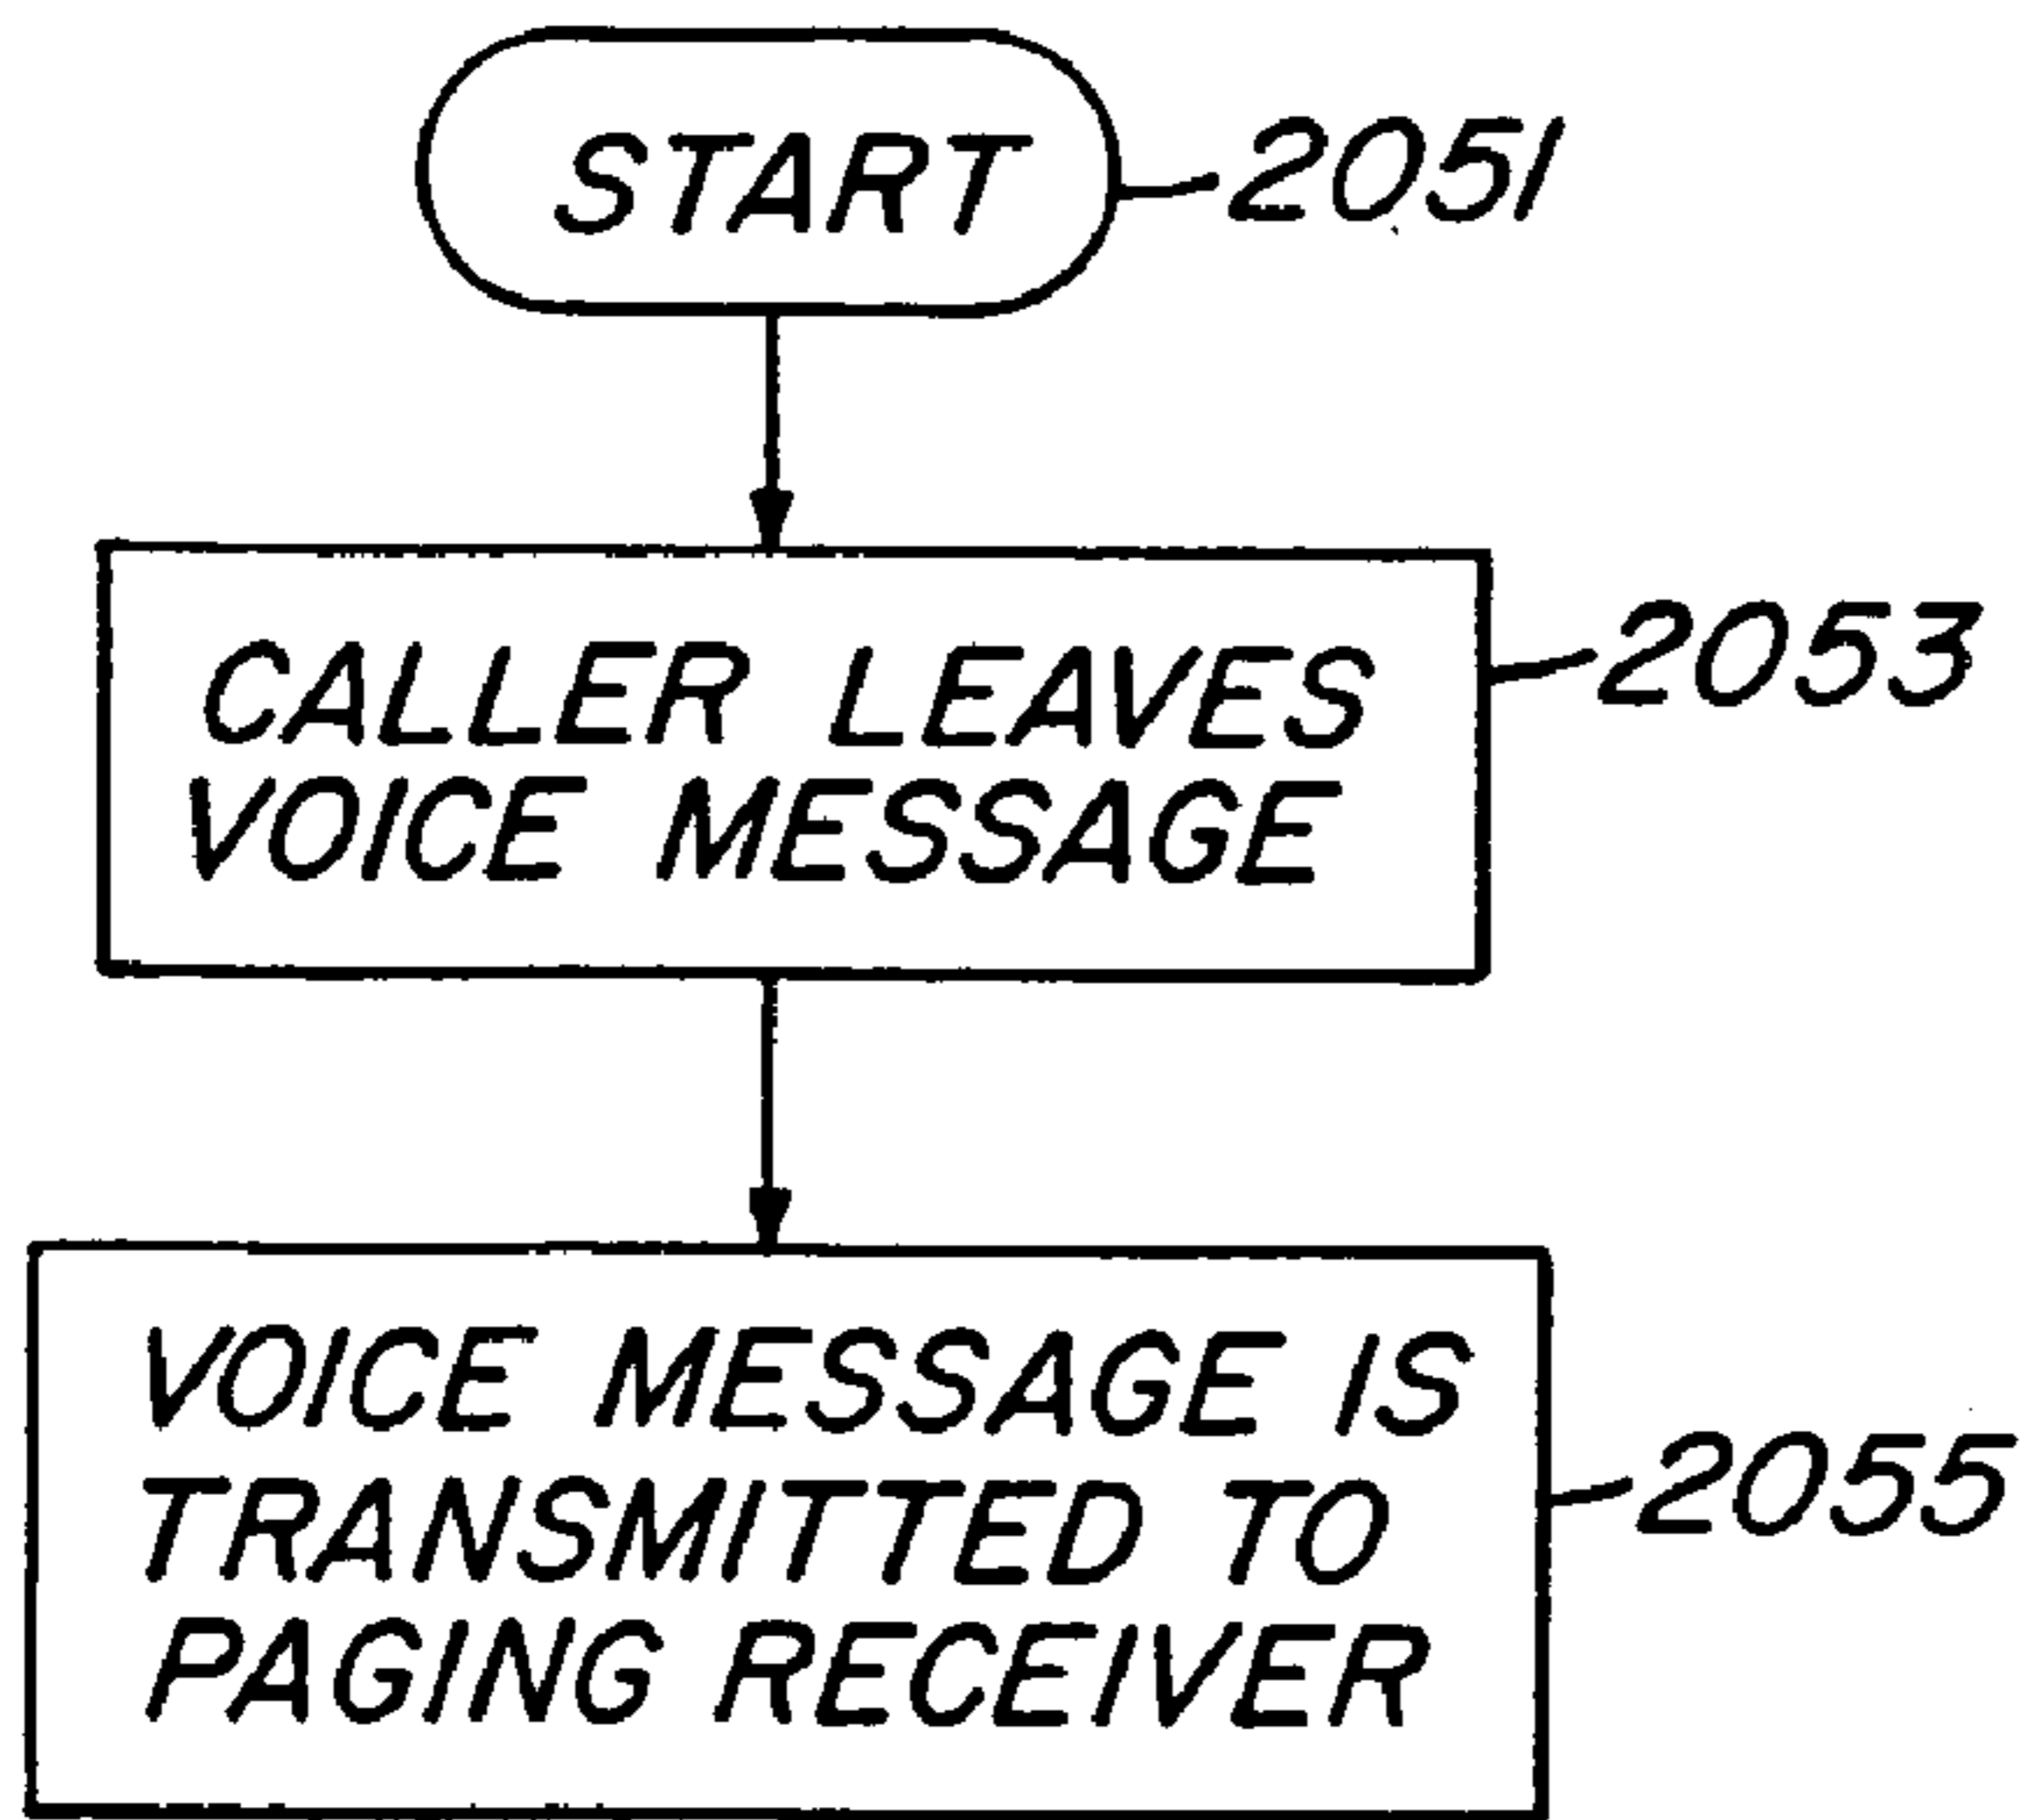 START
2051
CALLER LEAVES
VOICE MESSAGE
2053
VOICE MESSAGE IS
TRANSMITTED TO
PAGING RECEIVER
2055